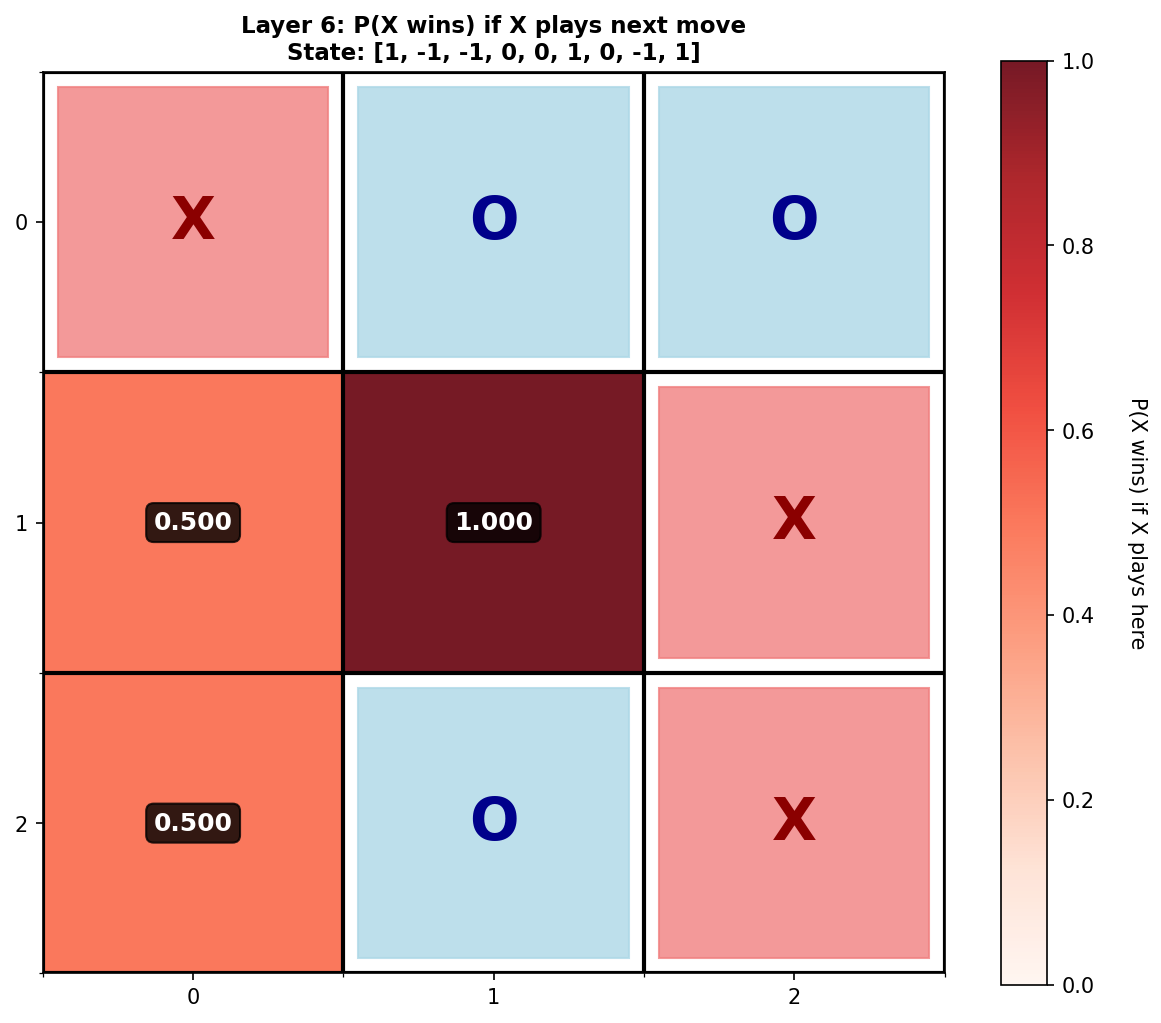 Layer 6: P(X wins) if X plays next move
State: [1, -1, -1, 0, 0, 1, 0, -1, 1]
0
X
O
O
1
0.500
1.000
X
2
0.500
O
X
0
1
2
1.0
0.8
0.6
0.4
0.2
0.0
P(X wins) if X plays here